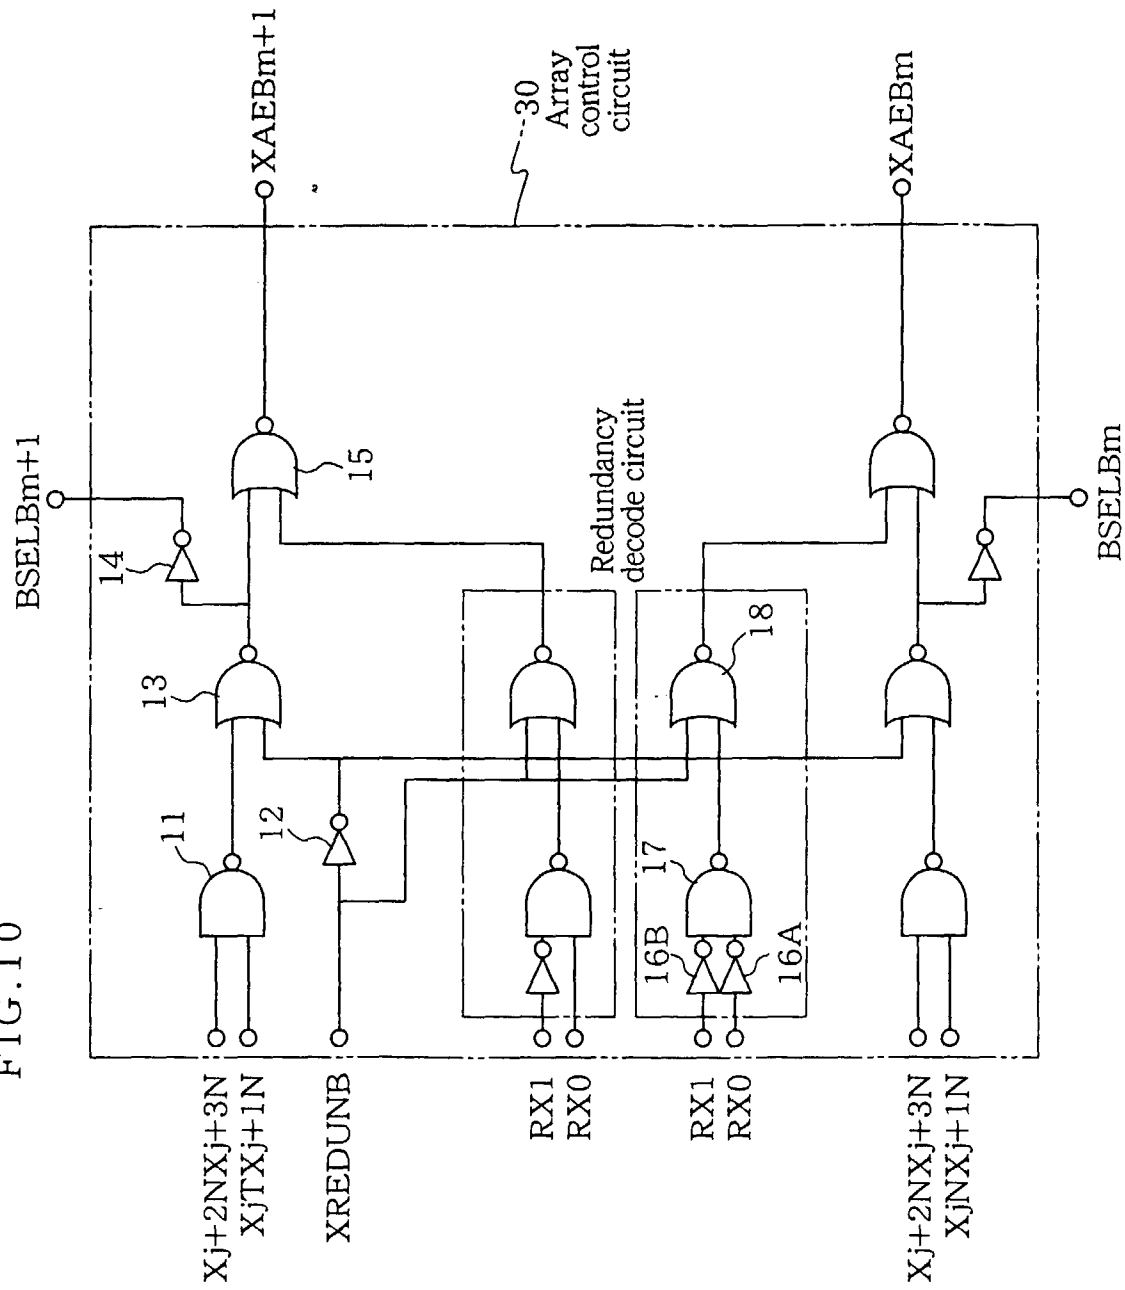 FIG.10
BSELBm+1
XAEBm+1
14
15
13
11
12
Xj+2NXj+3N
XjTXj+1N
XREDUNB
30
Array
control
circuit
Redundancy
decode circuit
RX1
RX0
18
17
16B
16A
RX1
RX0
XAEBm
Xj+2NXj+3N
XjNXj+1N
BSELBm